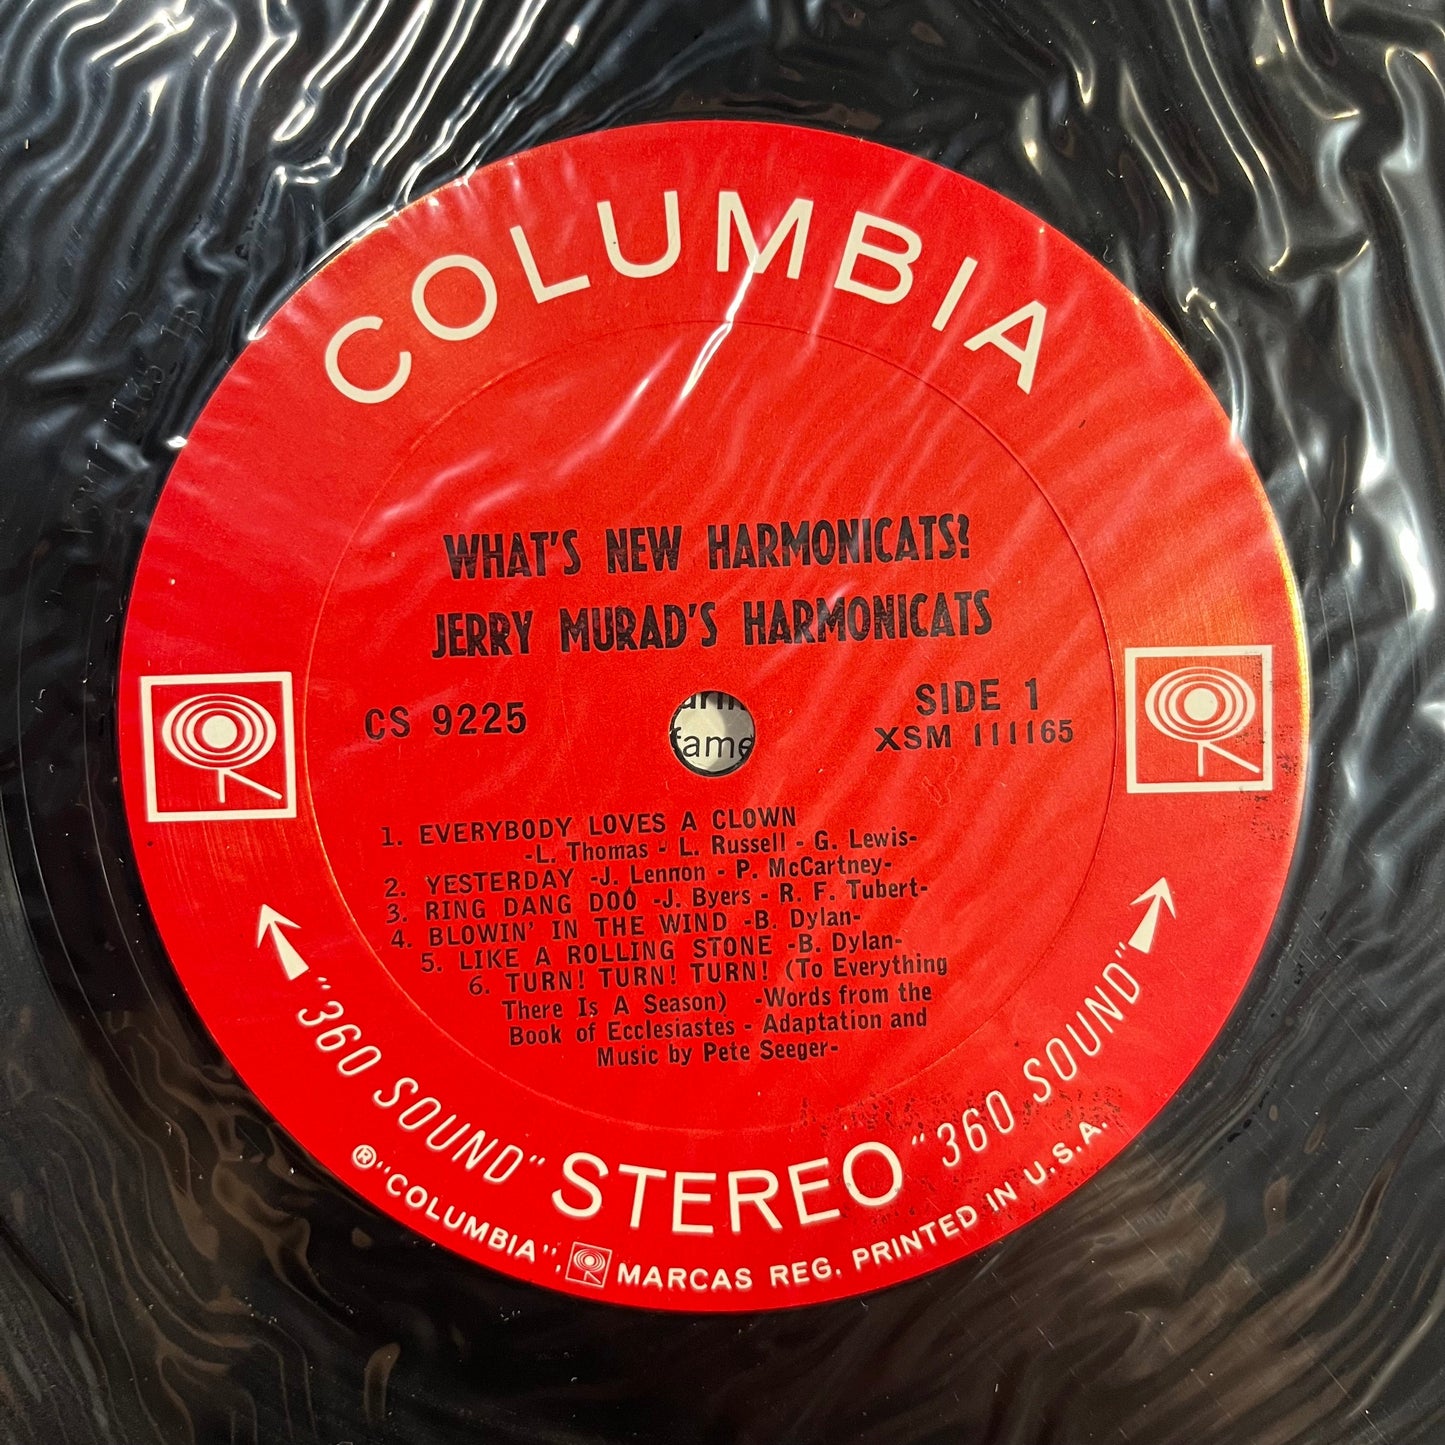 COLUMBIA
WHAT'S NEW HARMONICATS?
JERRY MURAD'S HARMONICATS
CS 9225
SIDE 1
XSM 111165
fame
1. EVERYBODY LOVES A CLOWN
-L. Thomas - L. Russell - G. Lewis-
2. YESTERDAY -J. Lennon - P. McCartney-
3. RING DANG DOO -J. Byers - R. F. Tubert-
4. BLOWIN' IN THE WIND -B. Dylan-
5. LIKE A ROLLING STONE -B. Dylan-
6. TURN! TURN! TURN! (To Everything
There Is A Season) -Words from the
Book of Ecclesiastes - Adaptation and
Music by Pete Seeger-
"360 SOUND" STEREO "360 SOUND"
®"COLUMBIA", MARCAS REG. PRINTED IN U.S.A.